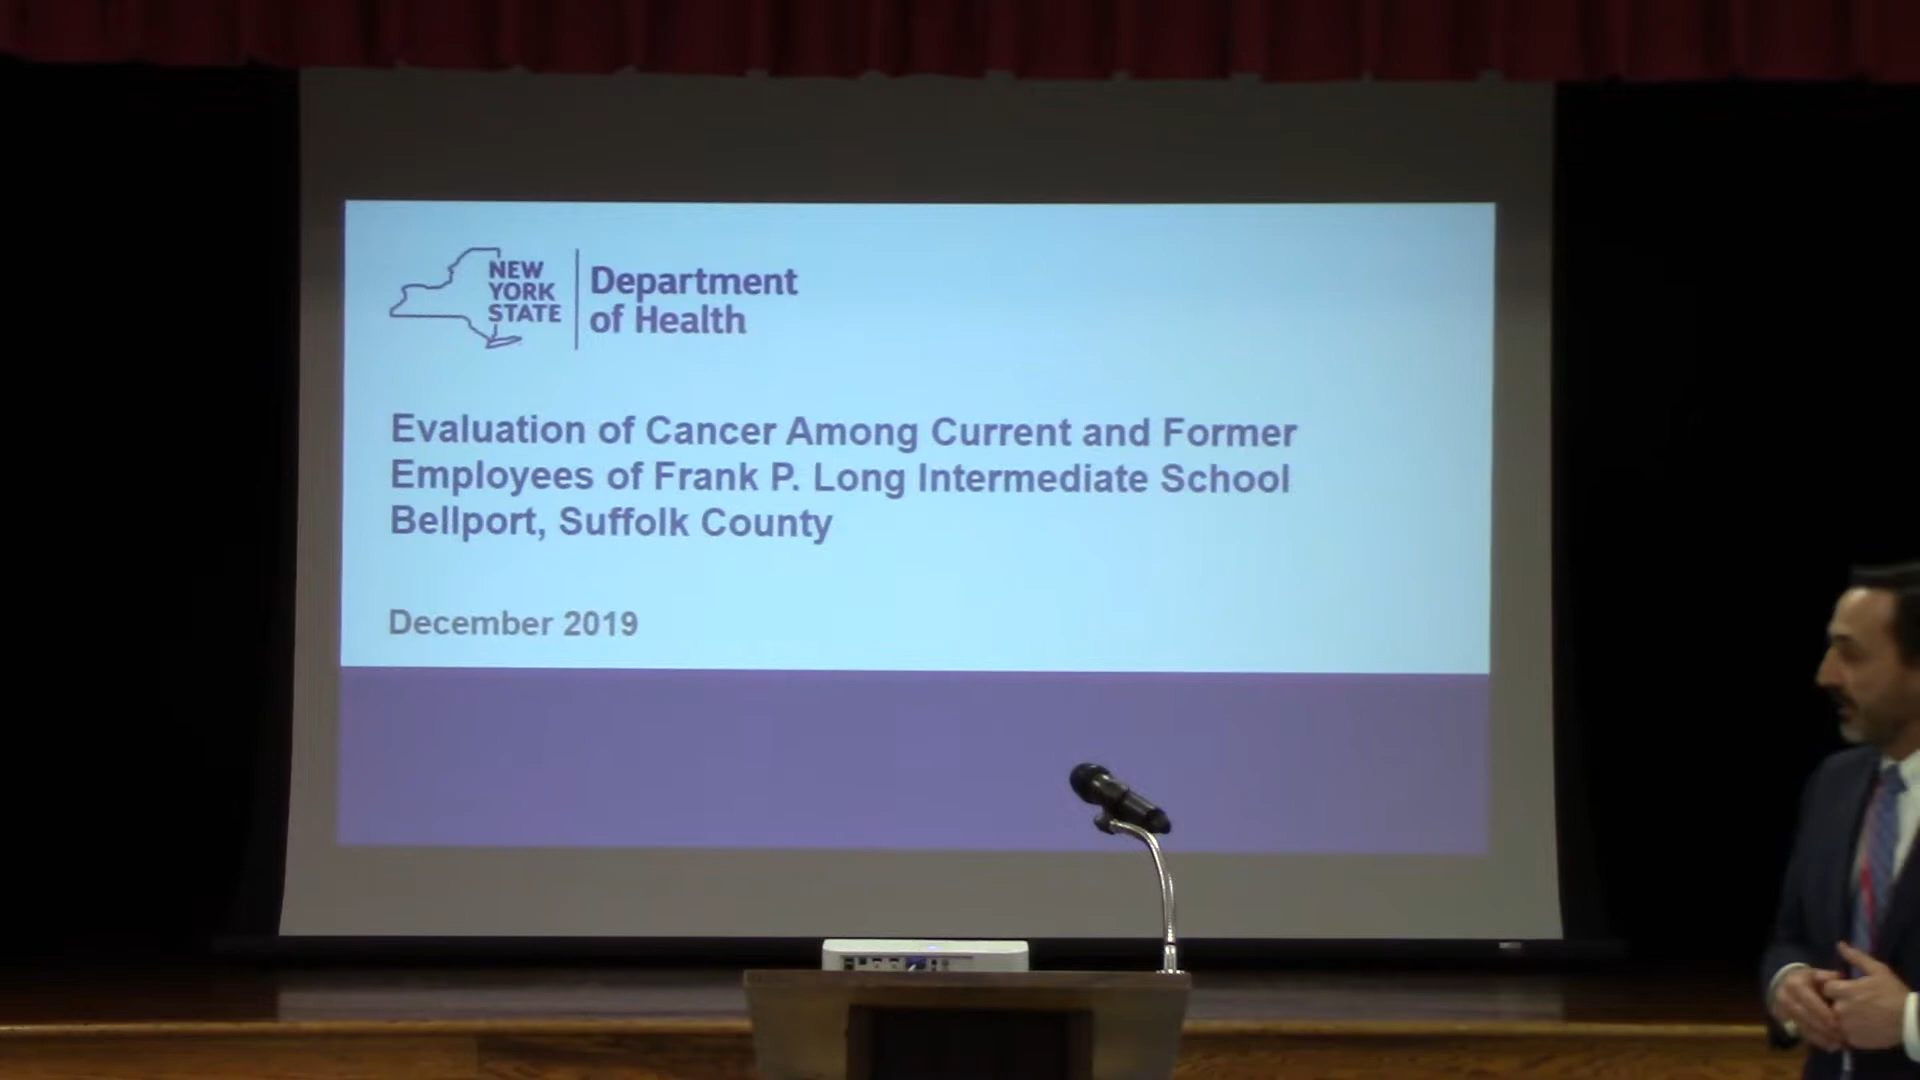 NEW
YORK
STATE
Department
of Health
Evaluation of Cancer Among Current and Former
Employees of Frank P. Long Intermediate School
Bellport, Suffolk County
December 2019